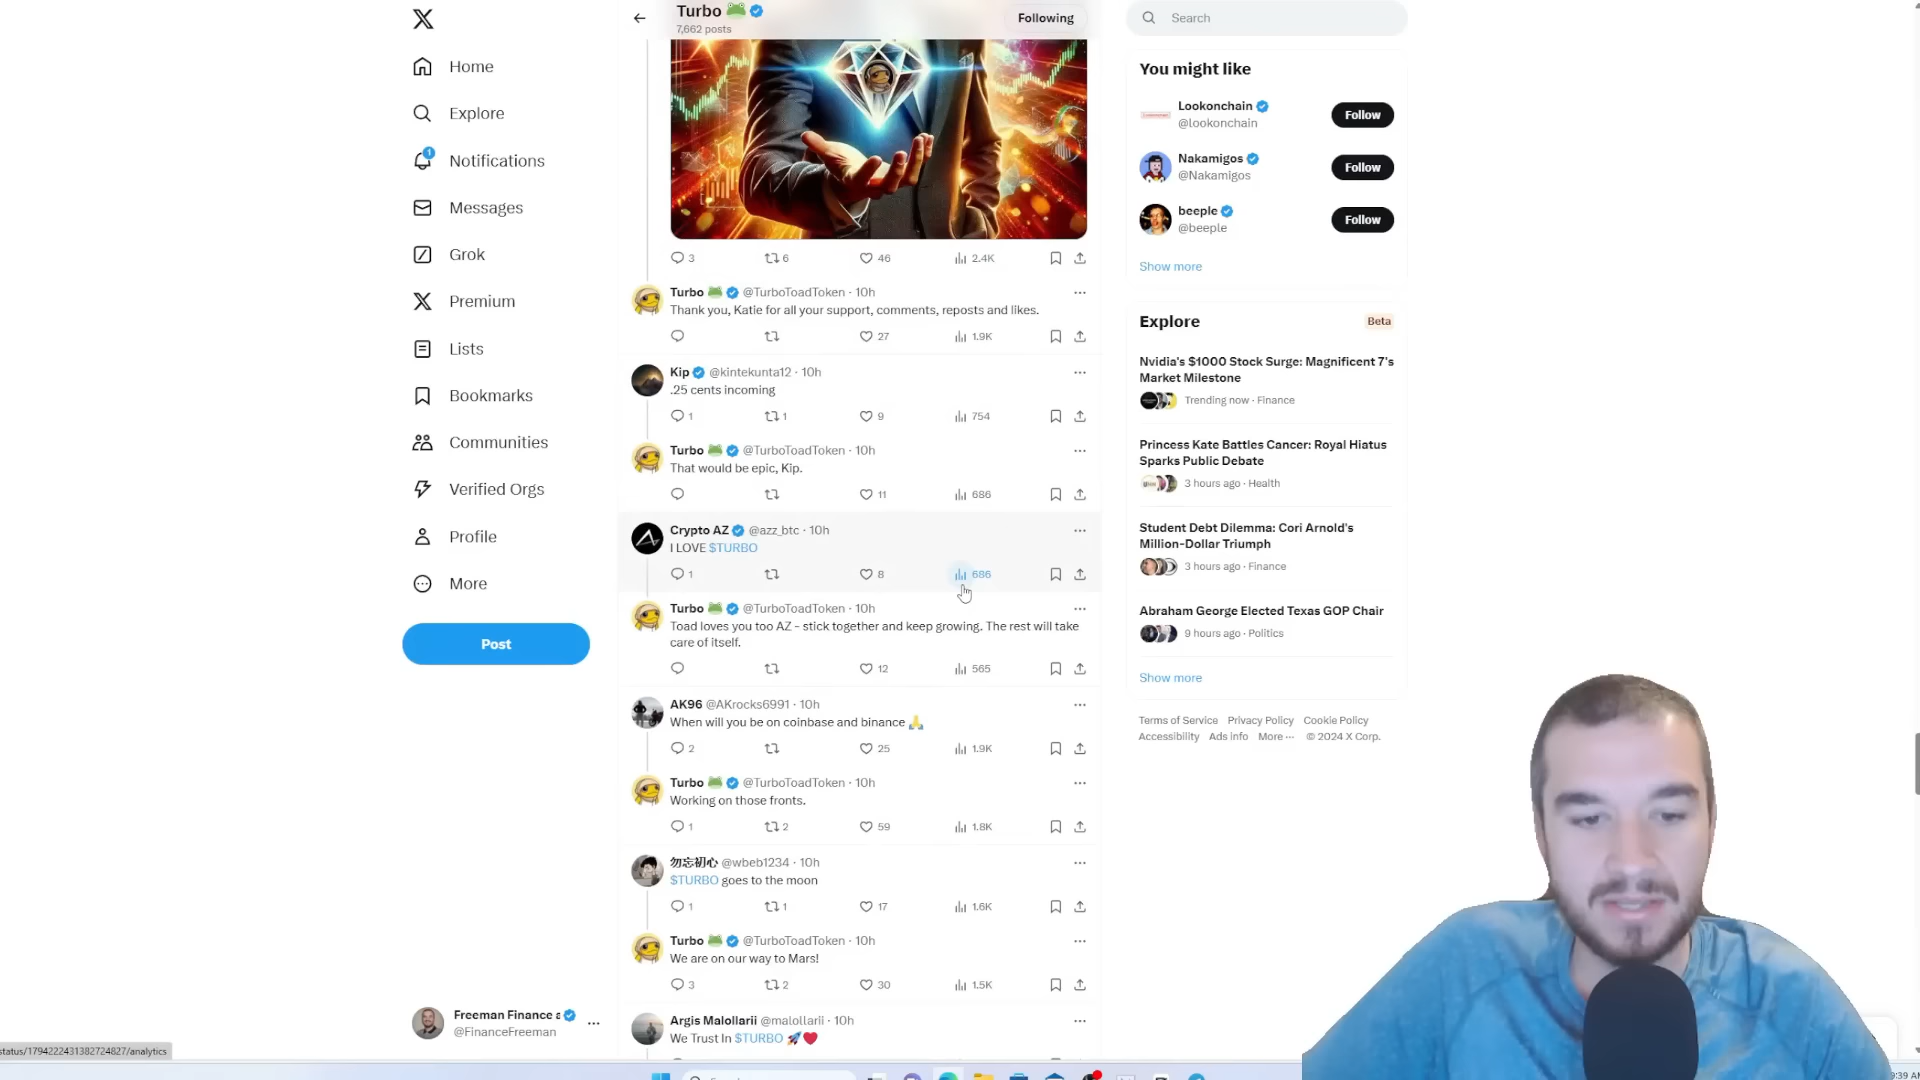 Turbo
7,662 posts
Following
Search
Home
Explore
1
Notifications
Messages
Grok
Premium
Lists
Bookmarks
Communities
Verified Orgs
Profile
More
Post
Freeman Finance a
@FinanceFreeman
3 6 46 2.4K
Turbo @TurboToadToken · 10h
Thank you, Katie for all your support, comments, reposts and likes.
27 1.9K
Kip @kintekunta12 · 10h
.25 cents incoming
1 1 9 754
Turbo @TurboToadToken · 10h
That would be epic, Kip.
11 686
Crypto AZ @azz_btc · 10h
I LOVE $TURBO
1 8 686
Turbo @TurboToadToken · 10h
Toad loves you too AZ - stick together and keep growing. The rest will take
care of itself.
12 565
AK96 @AKrocks6991 · 10h
When will you be on coinbase and binance 🙏
2 25 1.9K
Turbo @TurboToadToken · 10h
Working on those fronts.
1 2 59 1.8K
勿忘初心 @wbeb1234 · 10h
$TURBO goes to the moon
1 1 17 1.6K
Turbo @TurboToadToken · 10h
We are on our way to Mars!
3 2 30 1.5K
Argis Malollarii @malollarii · 10h
We Trust In $TURBO 🚀❤️
You might like
Lookonchain
@lookonchain
Follow
Nakamigos
@Nakamigos
Follow
beeple
@beeple
Follow
Show more
Explore
Beta
Nvidia's $1000 Stock Surge: Magnificent 7's
Market Milestone
Trending now · Finance
Princess Kate Battles Cancer: Royal Hiatus
Sparks Public Debate
3 hours ago · Health
Student Debt Dilemma: Cori Arnold's
Million-Dollar Triumph
3 hours ago · Finance
Abraham George Elected Texas GOP Chair
9 hours ago · Politics
Show more
Terms of Service Privacy Policy Cookie Policy
Accessibility Ads info More ··· © 2024 X Corp.
status/1794222431382724827/analytics